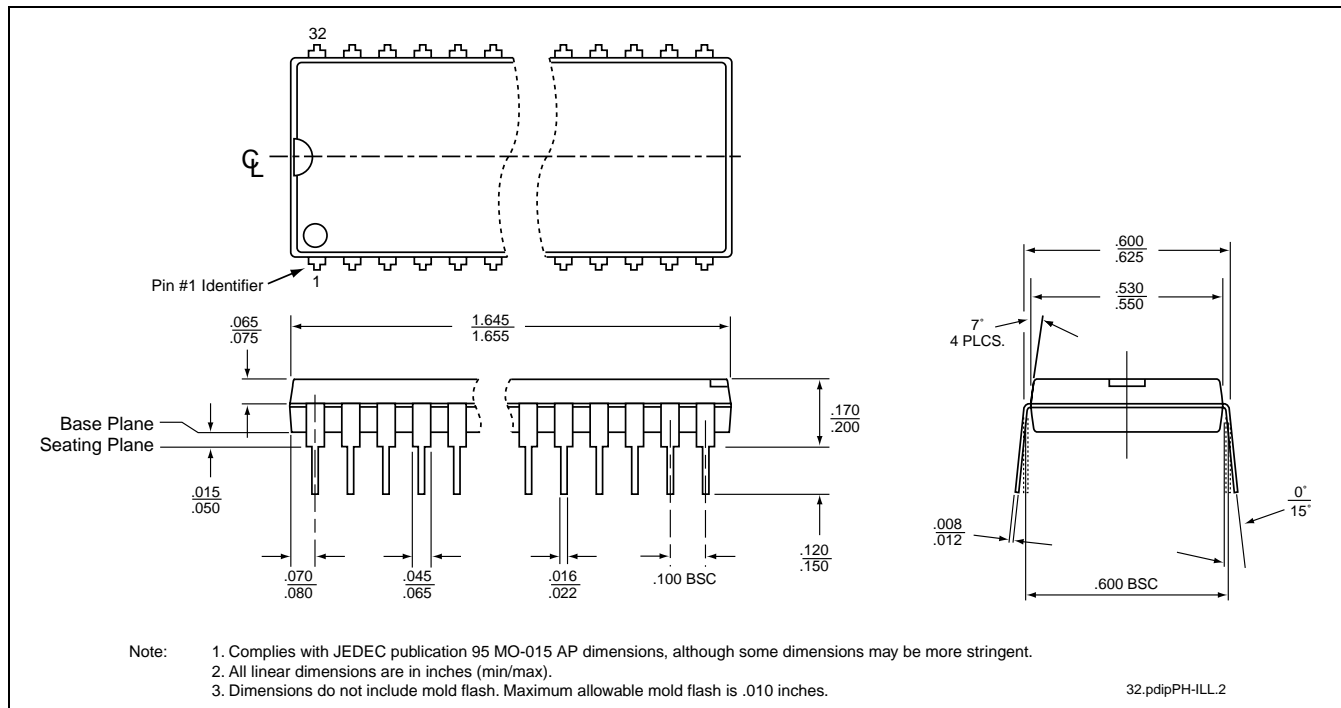 32
C
L
Pin #1 Identifier
1
.600
.625
.530
.550
7°
4 PLCS.
.065
.075
1.645
1.655
Base Plane
Seating Plane
.170
.200
.015
.050
.008
.012
0°
15°
.120
.150
.070
.080
.045
.065
.016
.022
.100 BSC
.600 BSC
Note: 1. Complies with JEDEC publication 95 MO-015 AP dimensions, although some dimensions may be more stringent.
2. All linear dimensions are in inches (min/max).
3. Dimensions do not include mold flash. Maximum allowable mold flash is .010 inches.
32.pdipPH-ILL.2